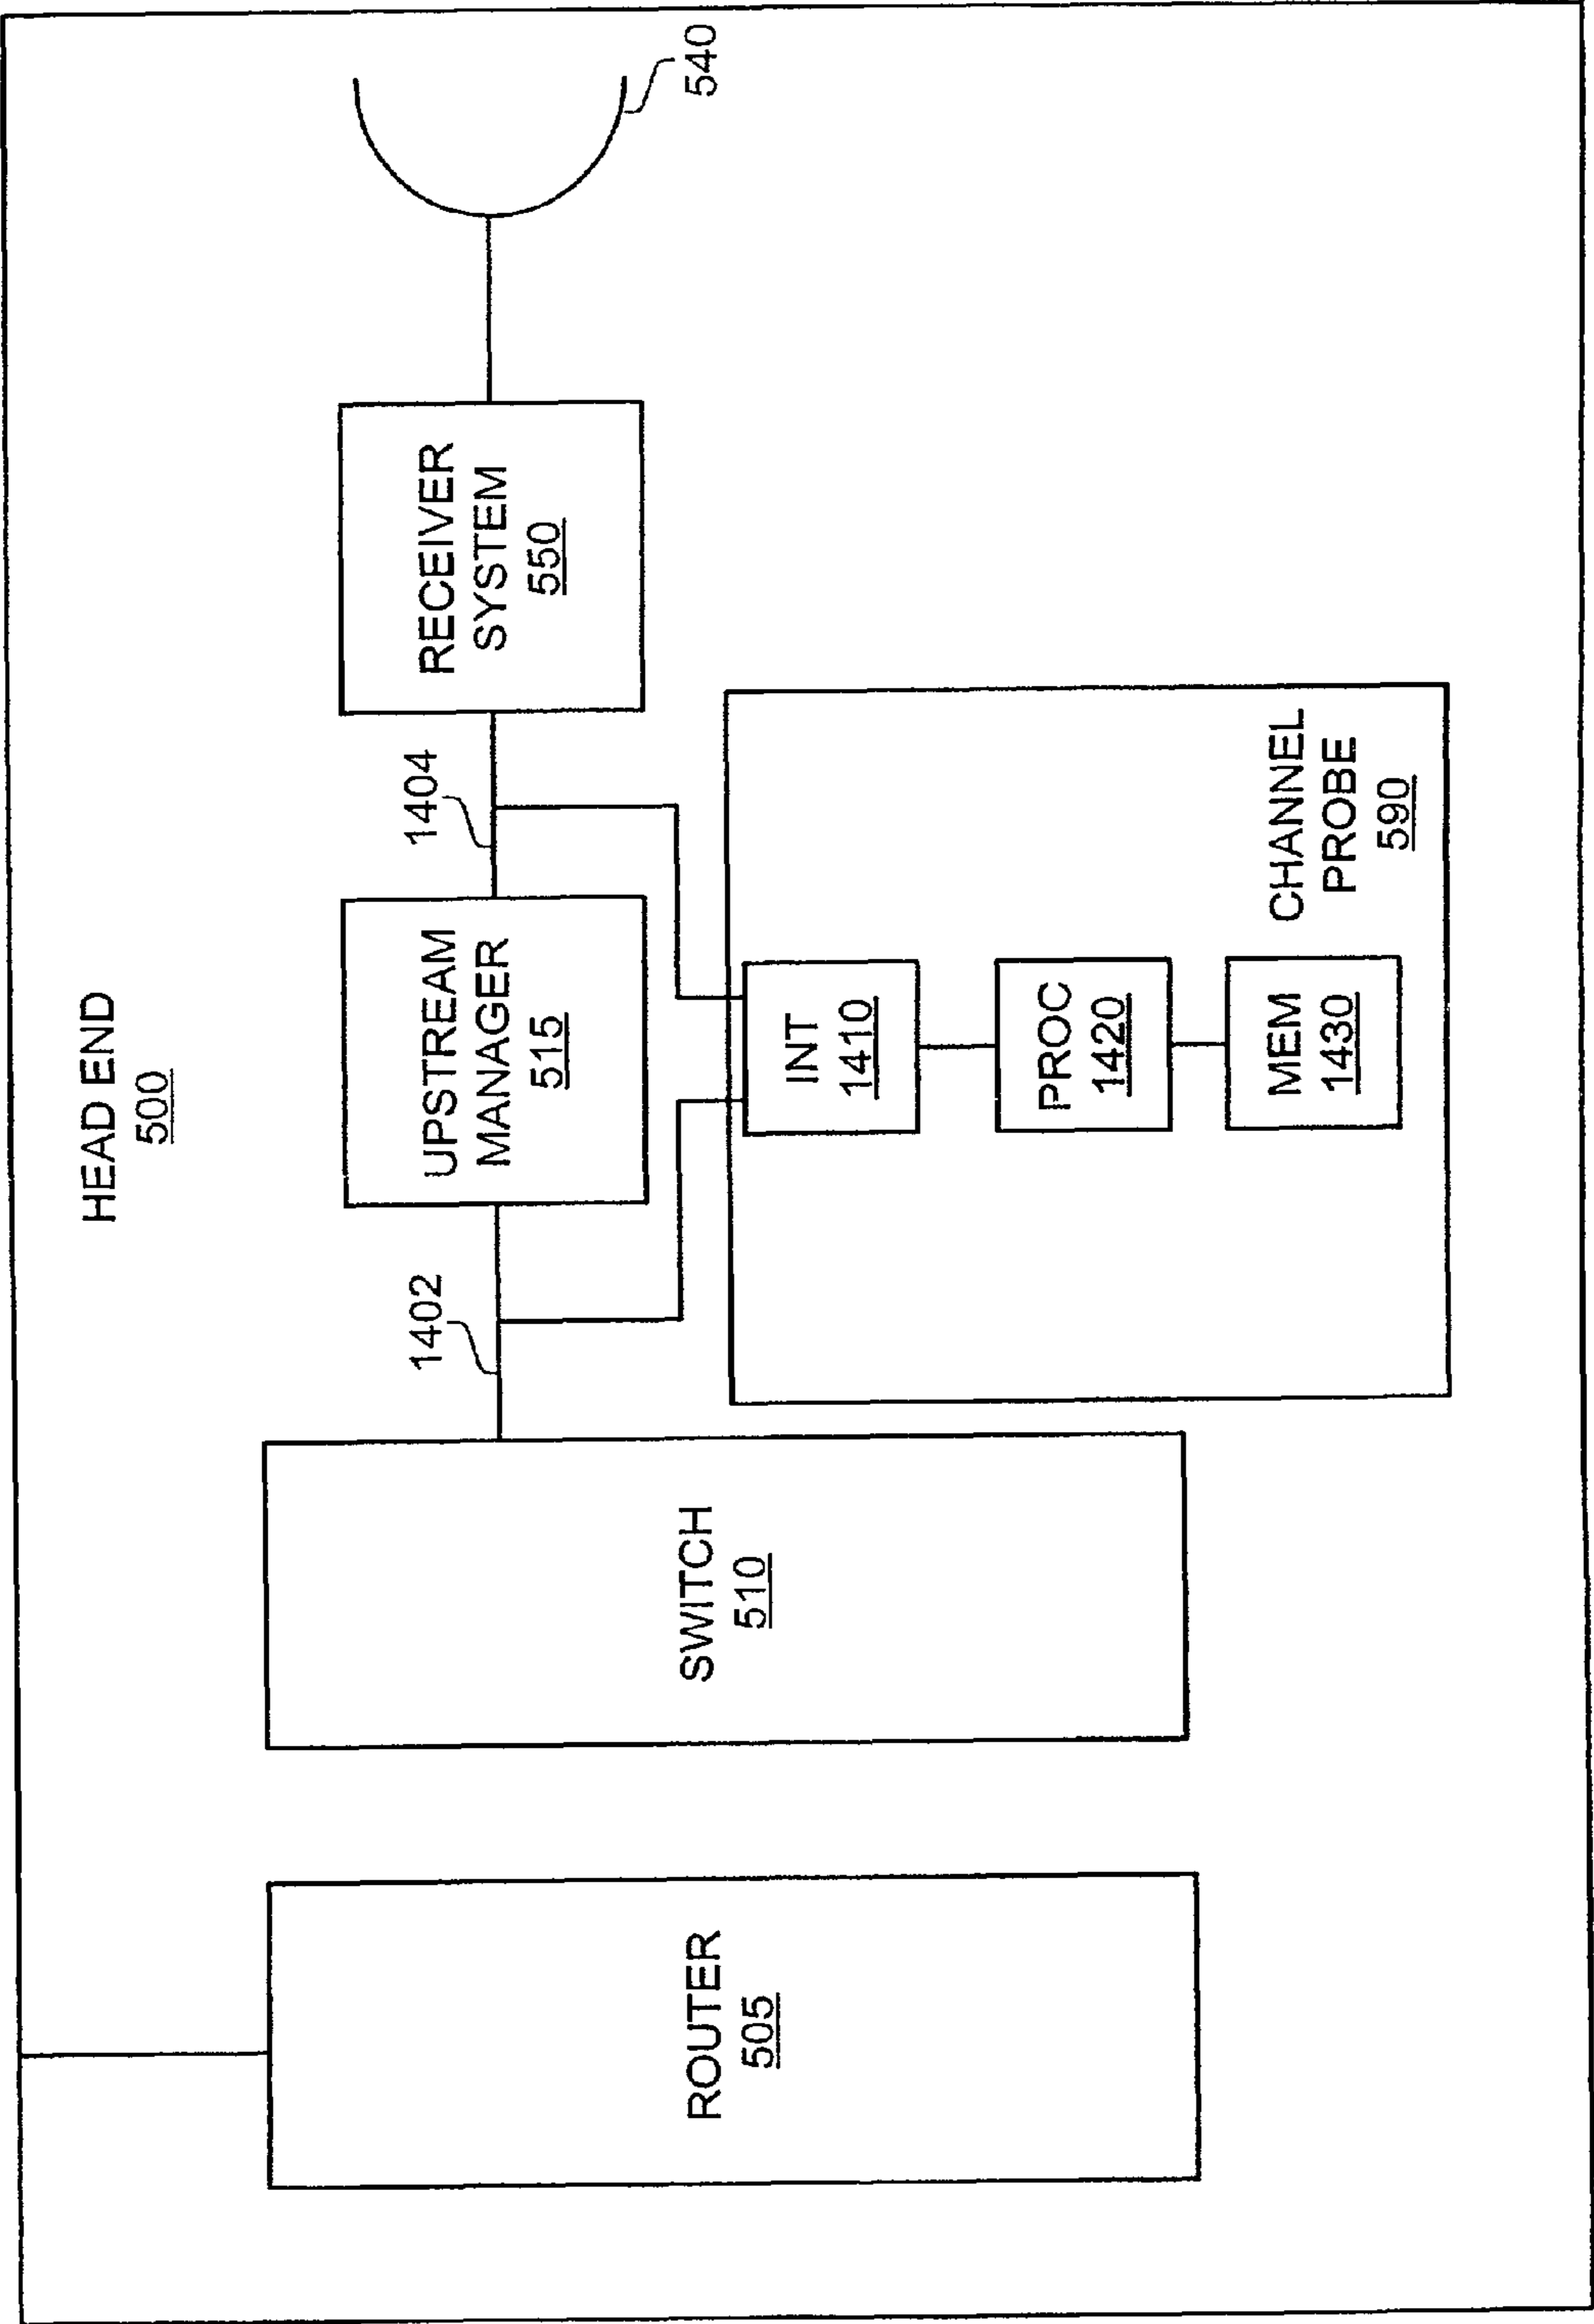 HEAD END
500
ROUTER
505
SWITCH
510
1402
UPSTREAM
MANAGER
515
1404
RECEIVER
SYSTEM
550
540
INT
1410
PROC
1420
MEM
1430
CHANNEL
PROBE
590